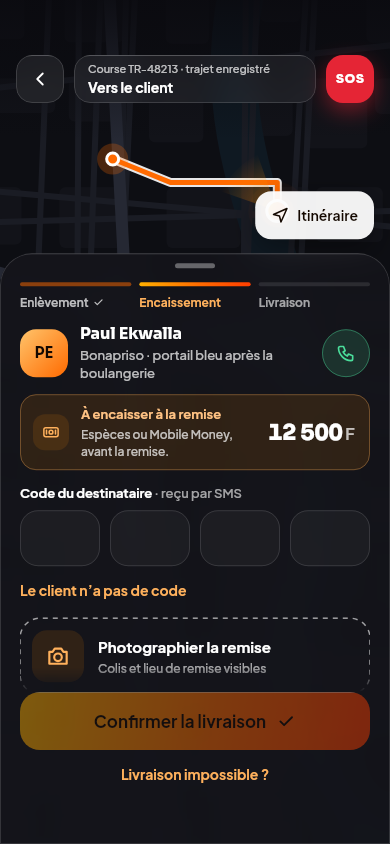 Course TR-48213 · trajet enregistré
Vers le client
SOS
Itinéraire
Enlèvement ✓
Encaissement
Livraison
PE
Paul Ekwalla
Bonapriso · portail bleu après la
boulangerie
À encaisser à la remise
Espèces ou Mobile Money,
avant la remise.
12 500 F
Code du destinataire · reçu par SMS
Le client n’a pas de code
Photographier la remise
Colis et lieu de remise visibles
Confirmer la livraison ✓
Livraison impossible ?